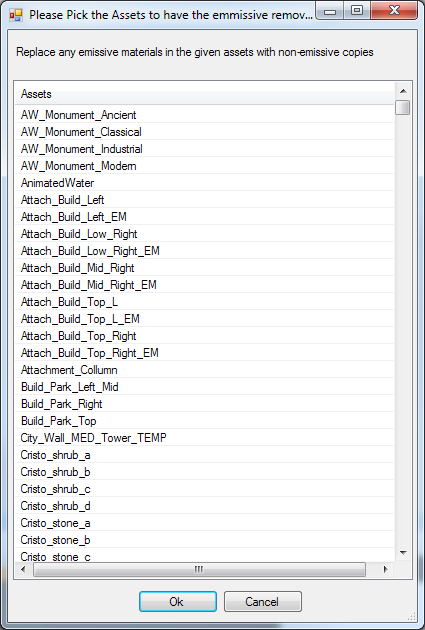 Please Pick the Assets to have the emmissive remov...
Replace any emissive materials in the given assets with non-emissive copies
Assets
AW_Monument_Ancient
AW_Monument_Classical
AW_Monument_Industrial
AW_Monument_Modern
AnimatedWater
Attach_Build_Left
Attach_Build_Left_EM
Attach_Build_Low_Right
Attach_Build_Low_Right_EM
Attach_Build_Mid_Right
Attach_Build_Mid_Right_EM
Attach_Build_Top_L
Attach_Build_Top_L_EM
Attach_Build_Top_Right
Attach_Build_Top_Right_EM
Attachment_Collumn
Build_Park_Left_Mid
Build_Park_Right
Build_Park_Top
City_Wall_MED_Tower_TEMP
Cristo_shrub_a
Cristo_shrub_b
Cristo_shrub_c
Cristo_shrub_d
Cristo_stone_a
Cristo_stone_b
Cristo_stone_c
Ok
Cancel